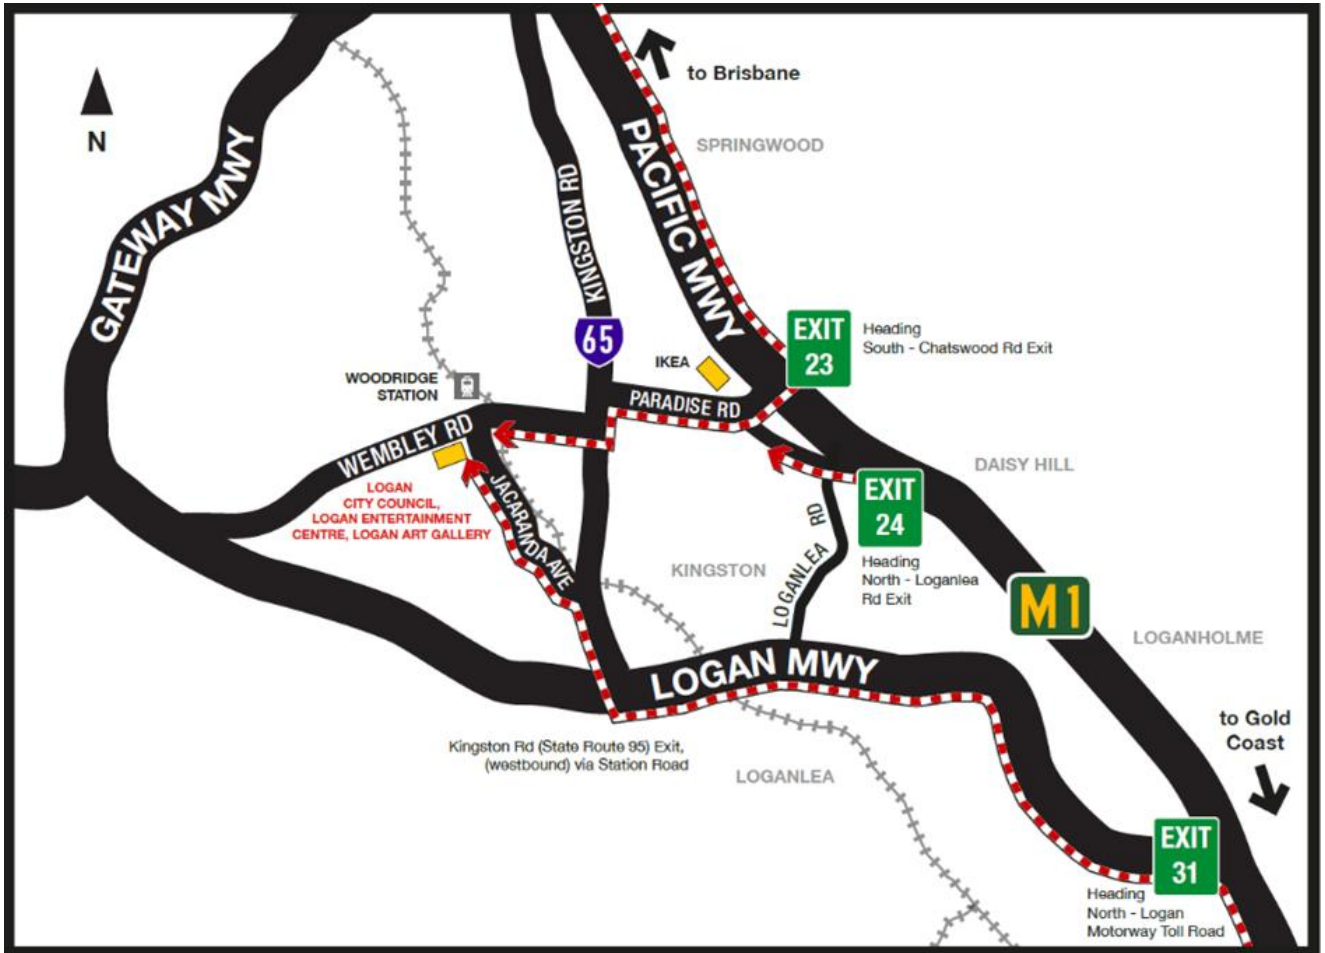 to Brisbane
N
SPRINGWOOD
PACIFIC MWY
GATEWAY MWY
KINGSTON RD
65
EXIT
23
Heading
South - Chatswood Rd Exit
IKEA
WOODRIDGE
STATION
PARADISE RD
WEMBLEY RD
DAISY HILL
LOGAN
CITY COUNCIL,
LOGAN ENTERTAINMENT
CENTRE, LOGAN ART GALLERY
JACARANDA AVE
EXIT
24
LOGANLEA RD
Heading
North - Loganlea
Rd Exit
KINGSTON
M1
LOGANHOLME
LOGAN MWY
to Gold
Coast
Kingston Rd (State Route 95) Exit,
(westbound) via Station Road
LOGANLEA
EXIT
31
Heading
North - Logan
Motorway Toll Road